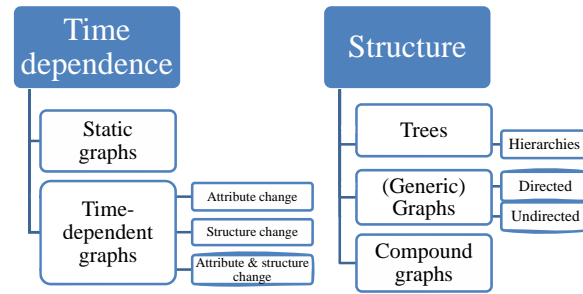 Time
dependence
Static
graphs
Time-
dependent
graphs
Attribute change
Structure change
Attribute & structure
change
Structure
Trees
Hierarchies
(Generic)
Graphs
Directed
Undirected
Compound
graphs